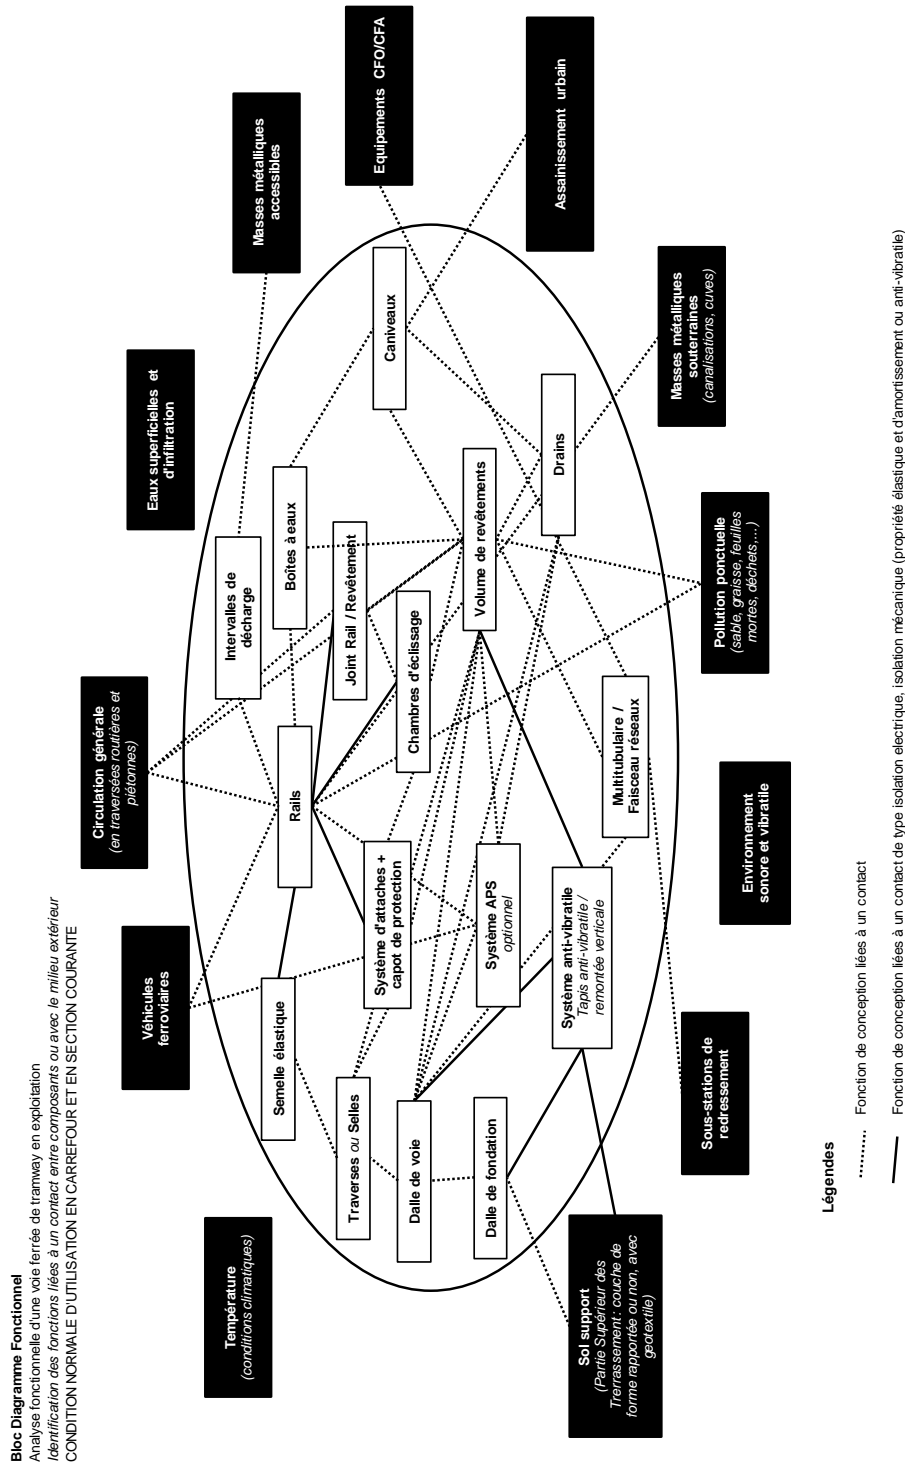 Bloc Diagramme Fonctionnel
Analyse fonctionelle d'une voie ferrée de tramway en exploitation
Identification des fonctions liées à un contact entre composants ou avec le milieu extérieur
CONDITION NORMALE D'UTILISATION EN CARREFOUR ET EN SECTION COURANTE
Température
(conditions climatiques)
Véhicules
ferroviaires
Circulation générale
(en traversées routières et
piétonnes)
Eaux superficielles et
d'infiltration
Masses métalliques
accessibles
Equipements CFO/CFA
Assainissement urbain
Masses métalliques
souterraines
(canalisations, cuves)
Pollution ponctuelle
(sable, graisse, feuilles
mortes, déchets,...)
Environnement
sonore et vibratile
Sous-stations de
redressement
Sol support
(Partie Supérieur des
Trerrassement : couche de
forme rapportée ou non, avec
geotextile)
Semelle élastique
Rails
Intervalles de
décharge
Boîtes à eaux
Joint Rail / Revêtement
Caniveaux
Traverses ou Selles
Système d'attaches +
capot de protection
Chambres d'éclissage
Volume de revêtements
Drains
Dalle de voie
Système APS
optionnel
Dalle de fondation
Système anti-vibratile
Tapis anti-vibratile /
remontée verticale
Multitubulaire /
Faisceau réseaux
Légendes
Fonction de conception liées à un contact
Fonction de conception liées à un contact de type isolation electrique, isolation mécanique (propriété élastique et d'amortissement ou anti-vibratile)